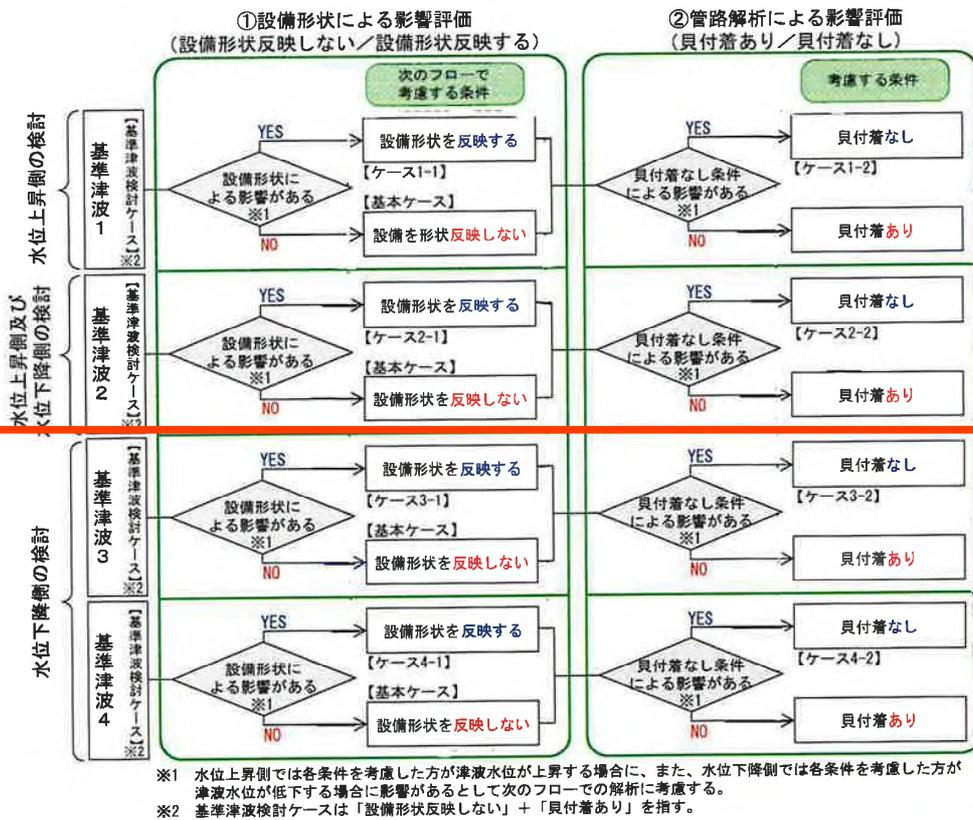 ①設備形状による影響評価
(設備形状反映しない/設備形状反映する)
②管路解析による影響評価
(貝付着あり/貝付着なし)
次のフローで
考慮する条件
考慮する条件
水位上昇側の検討
基準津波1
【基準津波検討ケース】※2
設備形状に
よる影響がある
※1
YES
設備形状を反映する
【ケース1-1】
【基本ケース】
NO
設備を形状反映しない
貝付着なし条件
による影響がある
※1
YES
貝付着なし
【ケース1-2】
NO
貝付着あり
水位上昇側及び
水位下降側の検討
基準津波2
【基準津波検討ケース】※2
設備形状に
よる影響がある
※1
YES
設備形状を反映する
【ケース2-1】
【基本ケース】
NO
設備形状を反映しない
貝付着なし条件
による影響がある
※1
YES
貝付着なし
【ケース2-2】
NO
貝付着あり
水位下降側の検討
基準津波3
【基準津波検討ケース】※2
設備形状に
よる影響がある
※1
YES
設備形状を反映する
【ケース3-1】
【基本ケース】
NO
設備形状を反映しない
貝付着なし条件
による影響がある
※1
YES
貝付着なし
【ケース3-2】
NO
貝付着あり
基準津波4
【基準津波検討ケース】※2
設備形状に
よる影響がある
※1
YES
設備形状を反映する
【ケース4-1】
【基本ケース】
NO
設備形状を反映しない
貝付着なし条件
による影響がある
※1
YES
貝付着なし
【ケース4-2】
NO
貝付着あり
※1 水位上昇側では各条件を考慮した方が津波水位が上昇する場合に、また、水位下降側では各条件を考慮した方が
津波水位が低下する場合に影響があるとして次のフローでの解析に考慮する。
※2 基準津波検討ケースは「設備形状反映しない」+「貝付着あり」を指す。